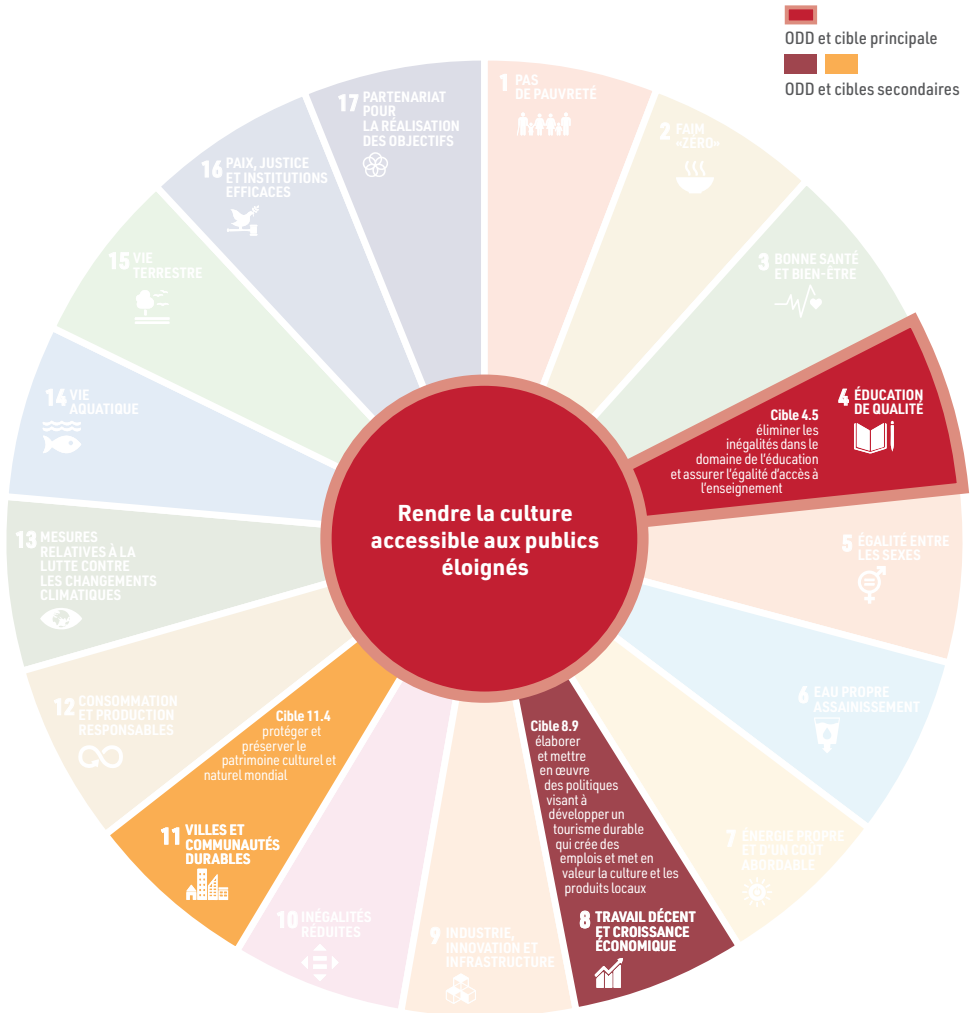 ODD et cible principale
ODD et cibles secondaires
1 PAS
DE PAUVRETÉ
2 FAIM
«ZÉRO»
3 BONNE SANTÉ
ET BIEN-ÊTRE
4 ÉDUCATION
DE QUALITÉ
Cible 4.5
éliminer les
inégalités dans le
domaine de l'éducation
et assurer l'égalité d'accès à
l'enseignement
5 ÉGALITÉ ENTRE
LES SEXES
6 EAU PROPRE
ASSAINISSEMENT
7 ÉNERGIE PROPRE
ET D'UN COÛT
ABORDABLE
Cible 8.9
élaborer
et mettre
en œuvre
des politiques
visant à
développer un
tourisme durable
qui crée des
emplois et met en
valeur la culture et les
produits locaux
8 TRAVAIL DÉCENT
ET CROISSANCE
ÉCONOMIQUE
9 INDUSTRIE,
INNOVATION ET
INFRASTRUCTURE
10 INÉGALITÉS
RÉDUITES
Cible 11.4
protéger et
préserver le
patrimoine culturel et
naturel mondial
11 VILLES ET
COMMUNAUTÉS
DURABLES
12 CONSOMMATION
ET PRODUCTION
RESPONSABLES
13 MESURES
RELATIVES À LA
LUTTE CONTRE
LES CHANGEMENTS
CLIMATIQUES
14 VIE
AQUATIQUE
15 VIE
TERRESTRE
16 PAIX, JUSTICE
ET INSTITUTIONS
EFFICACES
17 PARTENARIAT
POUR
LA RÉALISATION
DES OBJECTIFS
Rendre la culture
accessible aux publics
éloignés